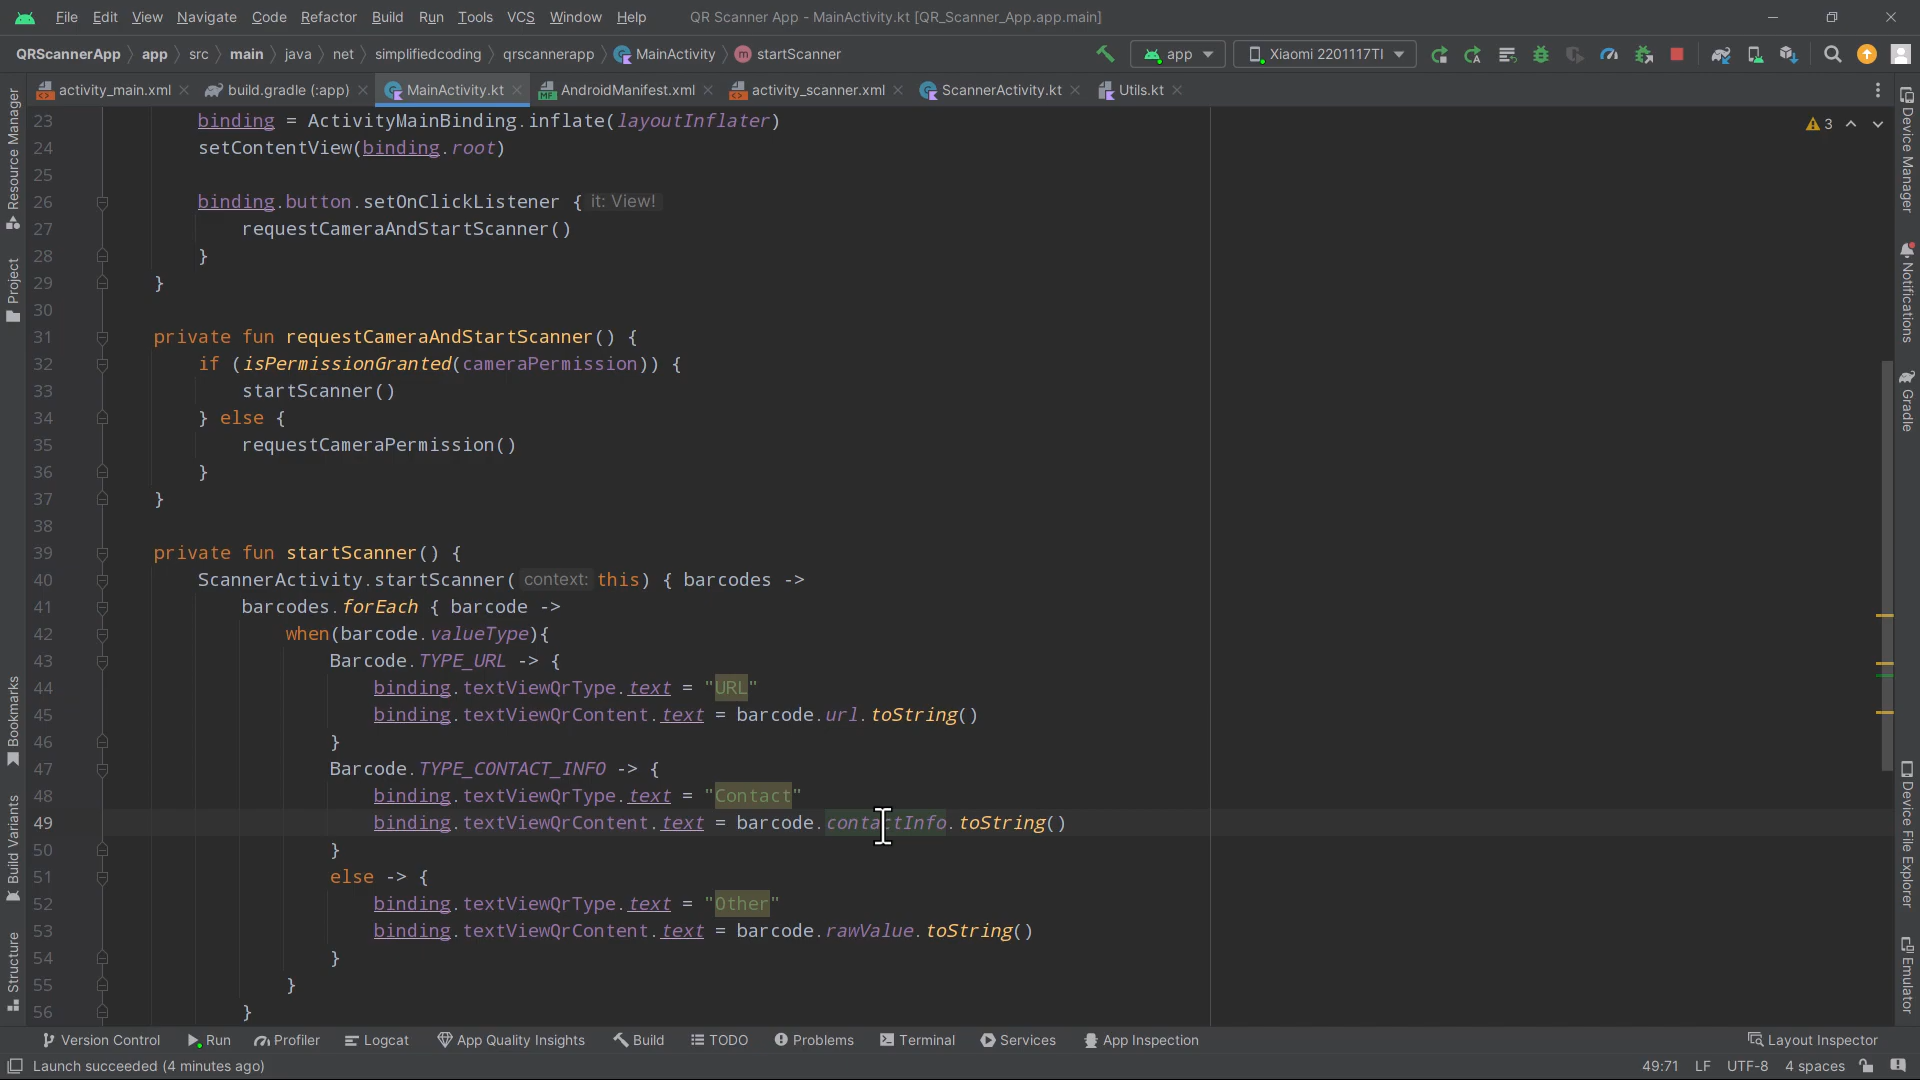 File Edit View Navigate Code Refactor Build Run Tools VCS Window Help QR Scanner App - MainActivity.kt [QR_Scanner_App.app.main]
QRScannerApp app src main java net simplifiedcoding qrscannerapp MainActivity startScanner app Xiaomi 2201117TI
activity_main.xml build.gradle (:app) MainActivity.kt AndroidManifest.xml activity_scanner.xml ScannerActivity.kt Utils.kt
Resource Manager
Project
Bookmarks
Build Variants
Structure
23 binding = ActivityMainBinding.inflate(layoutInflater)
24 setContentView(binding.root)
25
26 binding.button.setOnClickListener { it: View!
27 requestCameraAndStartScanner()
28 }
29 }
30
31 private fun requestCameraAndStartScanner() {
32 if (isPermissionGranted(cameraPermission)) {
33 startScanner()
34 } else {
35 requestCameraPermission()
36 }
37 }
38
39 private fun startScanner() {
40 ScannerActivity.startScanner( context: this) { barcodes ->
41 barcodes.forEach { barcode ->
42 when(barcode.valueType){
43 Barcode.TYPE_URL -> {
44 binding.textViewQrType.text = "URL"
45 binding.textViewQrContent.text = barcode.url.toString()
46 }
47 Barcode.TYPE_CONTACT_INFO -> {
48 binding.textViewQrType.text = "Contact"
49 binding.textViewQrContent.text = barcode.contactInfo.toString()
50 }
51 else -> {
52 binding.textViewQrType.text = "Other"
53 binding.textViewQrContent.text = barcode.rawValue.toString()
54 }
55 }
56 }
3
Device Manager
Notifications
Gradle
Device File Explorer
Emulator
Version Control Run Profiler Logcat App Quality Insights Build TODO Problems Terminal Services App Inspection Layout Inspector
Launch succeeded (4 minutes ago) 49:71 LF UTF-8 4 spaces